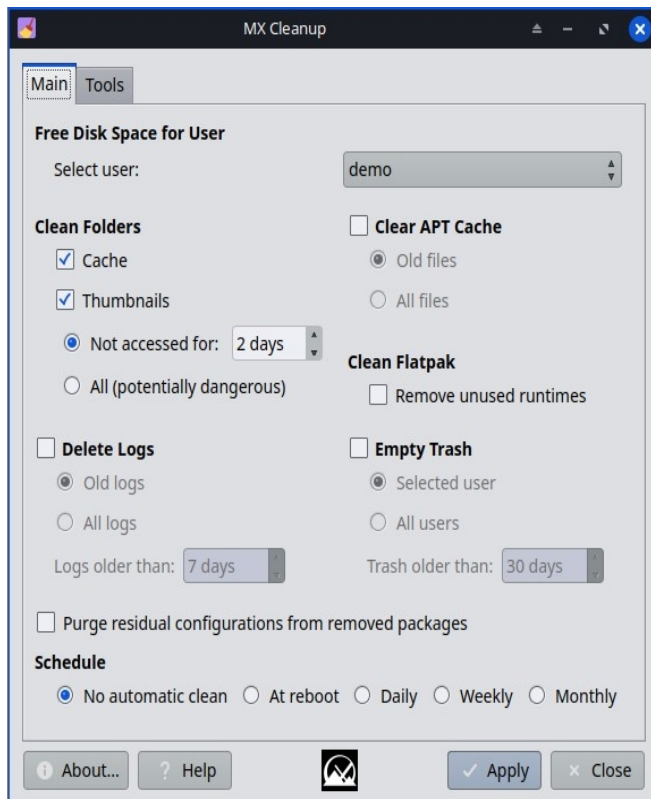 MX Cleanup
Main Tools
Free Disk Space for User
Select user: demo
Clean Folders
Cache
Thumbnails
Not accessed for: 2 days
All (potentially dangerous)
Clear APT Cache
Old files
All files
Clean Flatpak
Remove unused runtimes
Delete Logs
Old logs
All logs
Logs older than: 7 days
Empty Trash
Selected user
All users
Trash older than: 30 days
Purge residual configurations from removed packages
Schedule
No automatic clean At reboot Daily Weekly Monthly
About... ? Help Apply Close